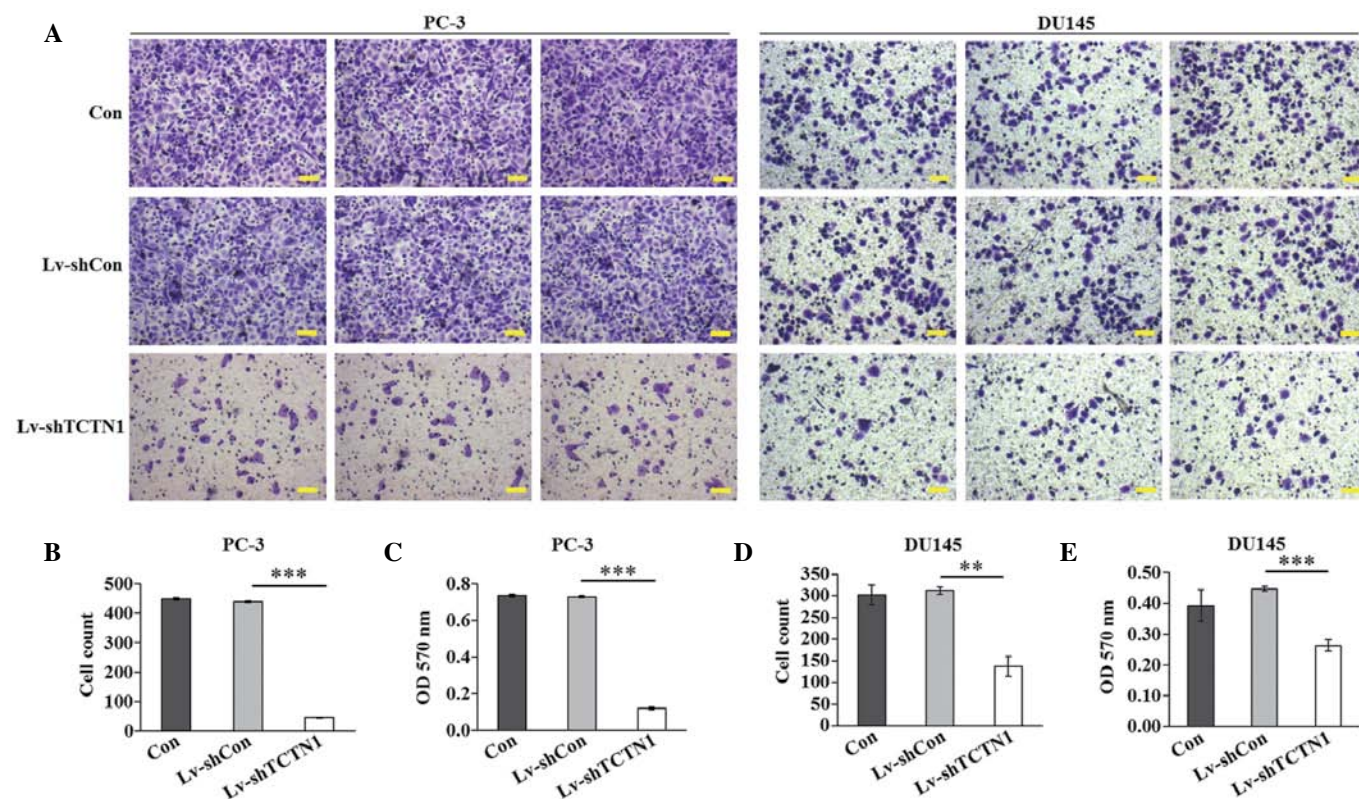 A
PC-3
DU145
Con
Lv-shCon
Lv-shTCTN1
B
PC-3
Cell count
500
400
300
200
100
0
***
Con
Lv-shCon
Lv-shTCTN1
C
PC-3
OD 570 nm
0.8
0.6
0.4
0.2
0.0
***
Con
Lv-shCon
Lv-shTCTN1
D
DU145
Cell count
350
300
250
200
150
100
50
0
**
Con
Lv-shCon
Lv-shTCTN1
E
DU145
OD 570 nm
0.50
0.40
0.30
0.20
0.10
0.00
***
Con
Lv-shCon
Lv-shTCTN1